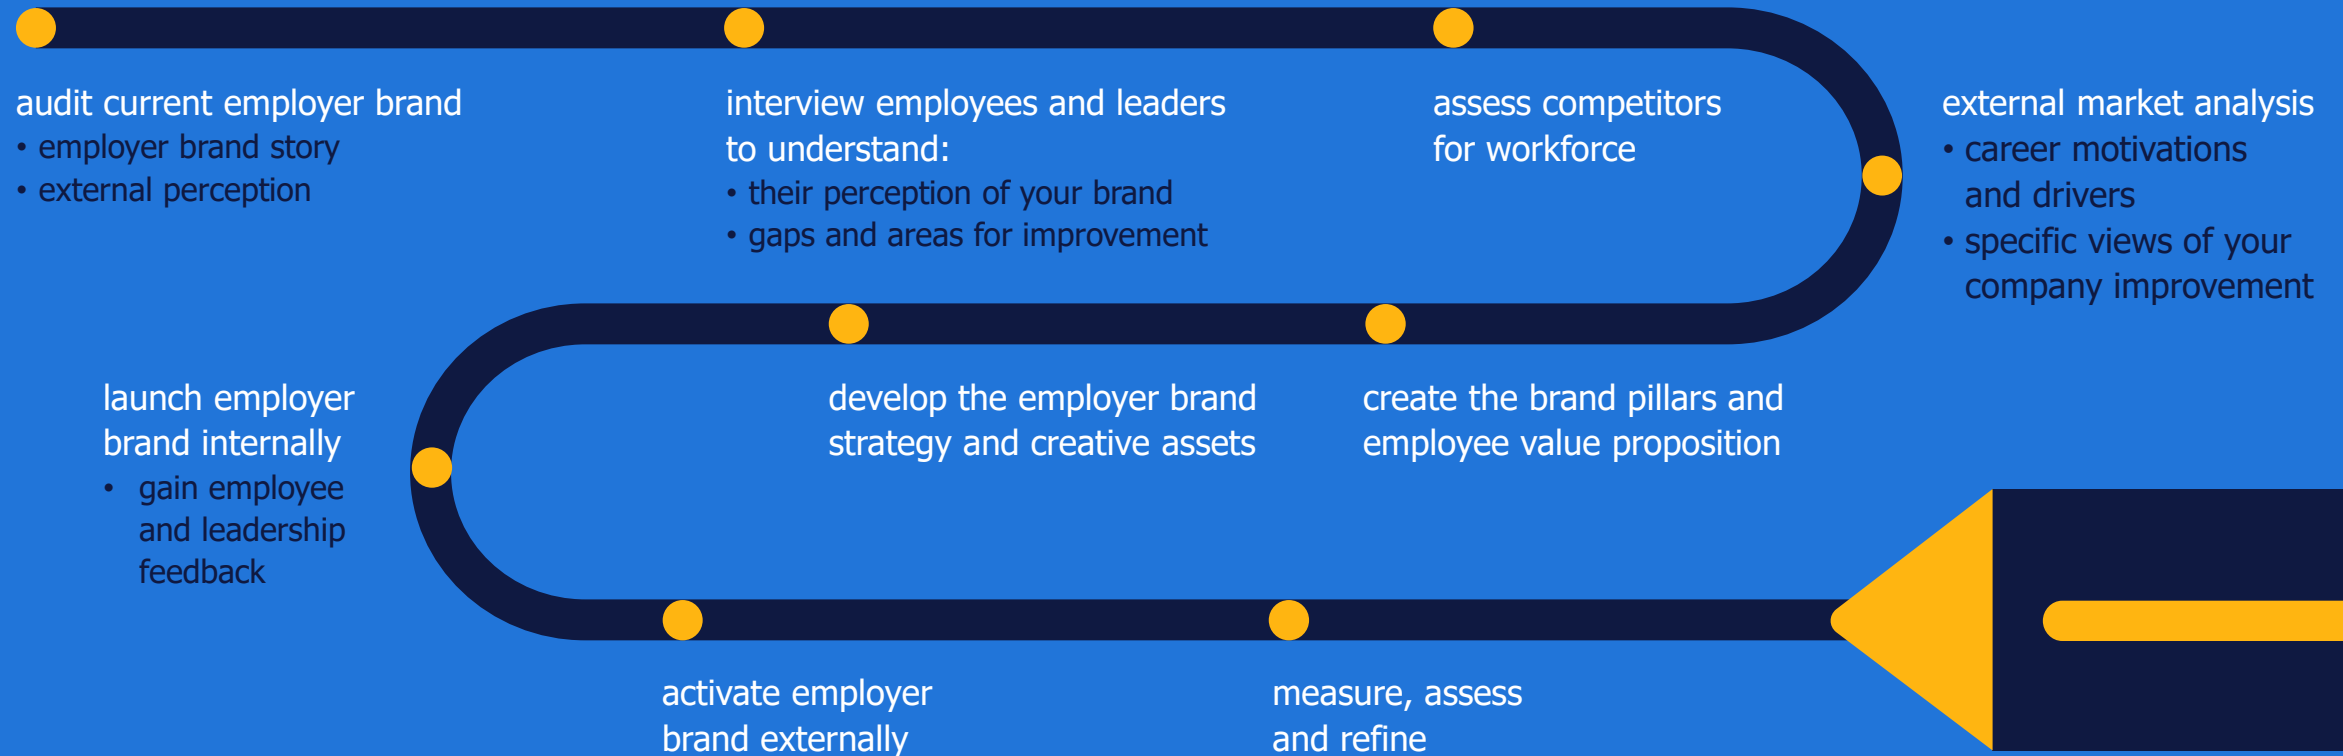 audit current employer brand
• employer brand story
• external perception
interview employees and leaders
to understand:
• their perception of your brand
• gaps and areas for improvement
assess competitors
for workforce
external market analysis
• career motivations
and drivers
• specific views of your
company improvement
create the brand pillars and
employee value proposition
develop the employer brand
strategy and creative assets
launch employer
brand internally
• gain employee
and leadership
feedback
activate employer
brand externally
measure, assess
and refine